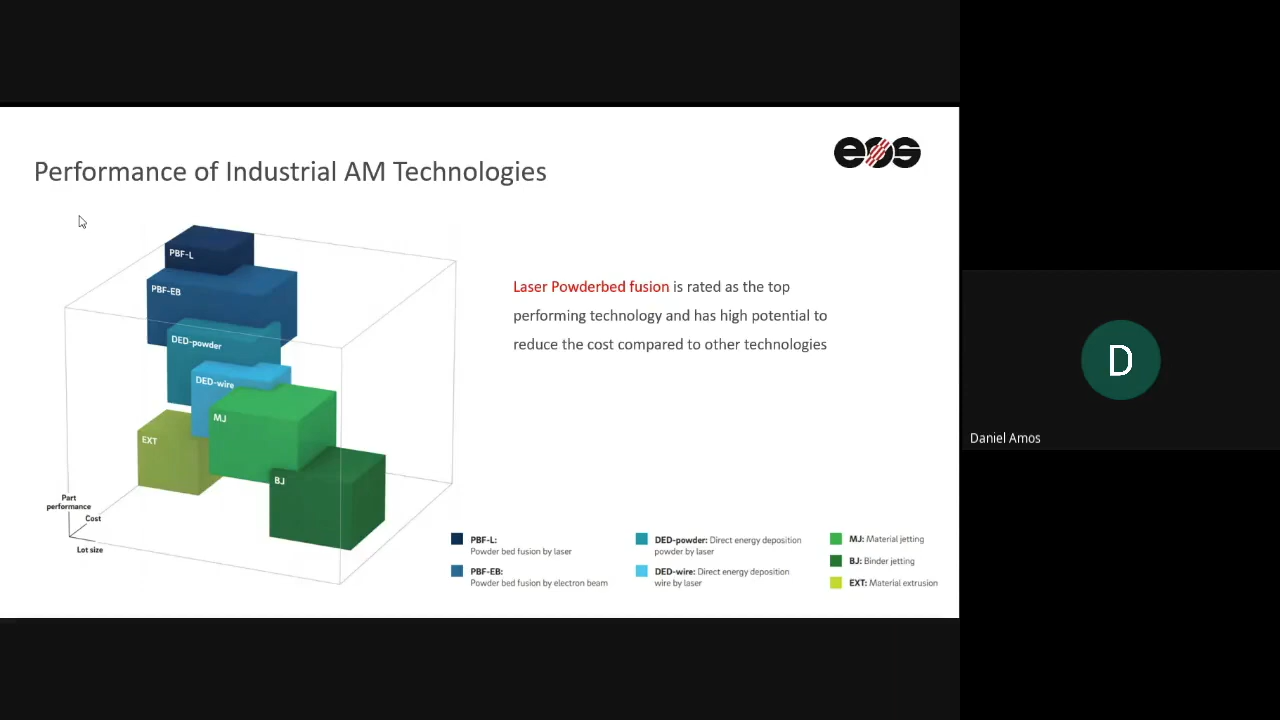 eos
Performance of Industrial AM Technologies
PBF-L
PBF-EB
DED-powder
DED-wire
MJ
EXT
BJ
Part
performance
Cost
Lot size
Laser Powderbed fusion is rated as the top
performing technology and has high potential to
reduce the cost compared to other technologies
PBF-L:
Powder bed fusion by laser
PBF-EB:
Powder bed fusion by electron beam
DED-powder: Direct energy deposition
powder by laser
DED-wire: Direct energy deposition
wire by laser
MJ: Material jetting
BJ: Binder jetting
EXT: Material extrusion
D
Daniel Amos